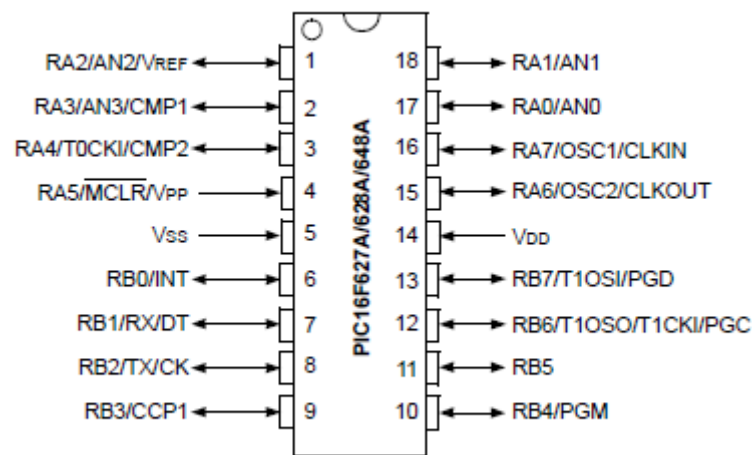 RA2/AN2/VREF 1 18 RA1/AN1
RA3/AN3/CMP1 2 17 RA0/AN0
RA4/T0CKI/CMP2 3 16 RA7/OSC1/CLKIN
RA5/MCLR/VPP 4 15 RA6/OSC2/CLKOUT
VSS 5 14 VDD
RB0/INT 6 13 RB7/T1OSI/PGD
RB1/RX/DT 7 12 RB6/T1OSO/T1CKI/PGC
RB2/TX/CK 8 11 RB5
RB3/CCP1 9 10 RB4/PGM
PIC16F627A/628A/648A